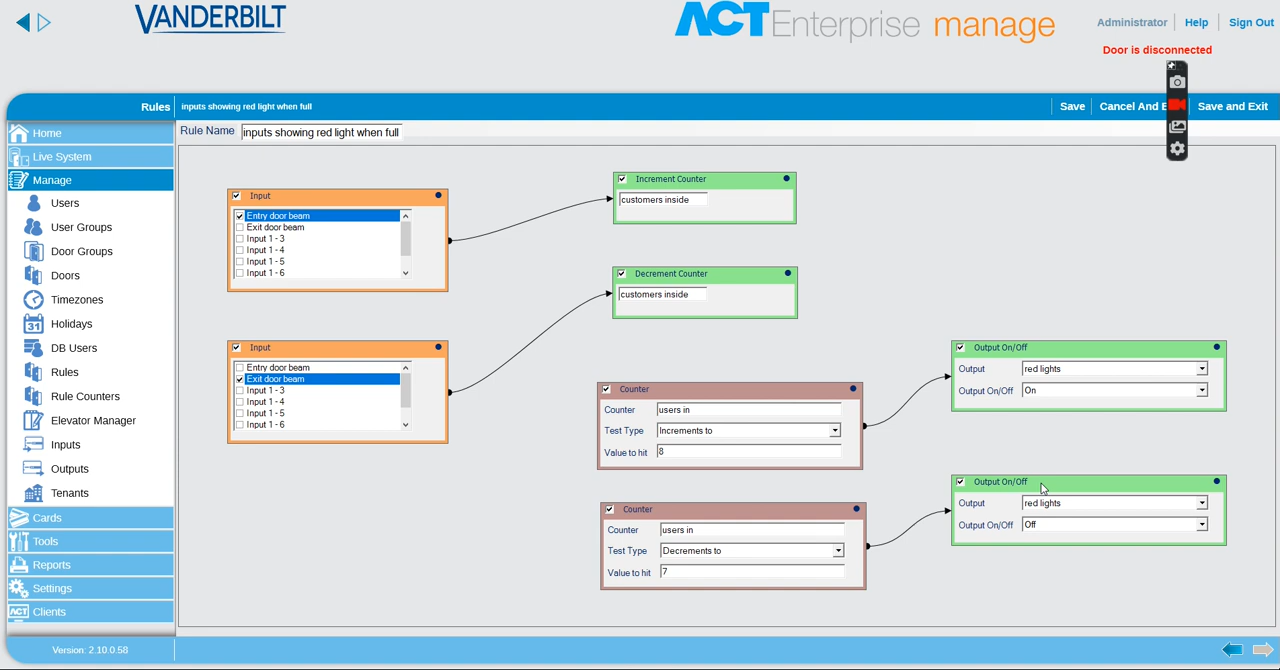 VANDERBILT
ACT Enterprise manage
Administrator Help Sign Out
Door is disconnected
Rules inputs showing red light when full
Save Cancel And E Save and Exit
Rule Name inputs showing red light when full
Home
Live System
Manage
Users
User Groups
Door Groups
Doors
Timezones
Holidays
31
DB Users
Rules
Rule Counters
Elevator Manager
Inputs
Outputs
Tenants
Cards
Tools
Reports
Settings
ACT Clients
Version: 2.10.0.58
Input
Entry door beam
Exit door beam
Input 1 - 3
Input 1 - 4
Input 1 - 5
Input 1 - 6
Input
Entry door beam
Exit door beam
Input 1 - 3
Input 1 - 4
Input 1 - 5
Input 1 - 6
Increment Counter
customers inside
Decrement Counter
customers inside
Counter
Counter users in
Test Type Increments to
Value to hit 8
Counter
Counter users in
Test Type Decrements to
Value to hit 7
Output On/Off
Output red lights
Output On/Off On
Output On/Off
Output red lights
Output On/Off Off